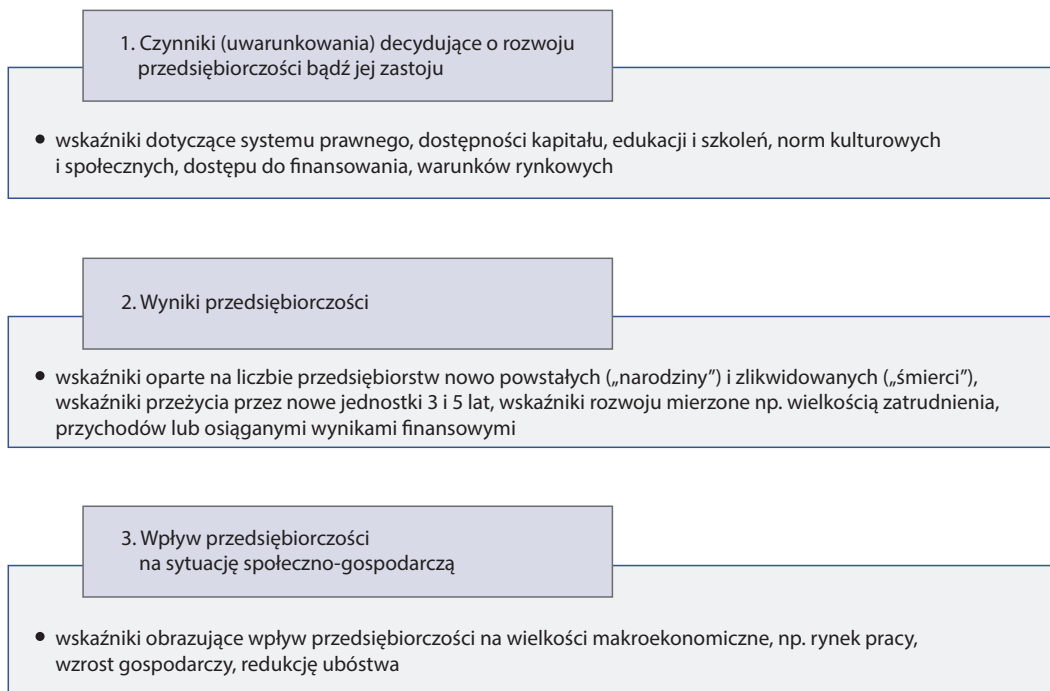 1. Czynniki (uwarunkowania) decydujące o rozwoju
przedsiębiorczości bądź jej zastoju
• wskaźniki dotyczące systemu prawnego, dostępności kapitału, edukacji i szkoleń, norm kulturowych
i społecznych, dostępu do finansowania, warunków rynkowych
2. Wyniki przedsiębiorczości
• wskaźniki oparte na liczbie przedsiębiorstw nowo powstałych („narodziny”) i zlikwidowanych („śmierci”),
wskaźniki przeżycia przez nowe jednostki 3 i 5 lat, wskaźniki rozwoju mierzone np. wielkością zatrudnienia,
przychodów lub osiąganymi wynikami finansowymi
3. Wpływ przedsiębiorczości
na sytuację społeczno-gospodarczą
• wskaźniki obrazujące wpływ przedsiębiorczości na wielkości makroekonomiczne, np. rynek pracy,
wzrost gospodarczy, redukcję ubóstwa